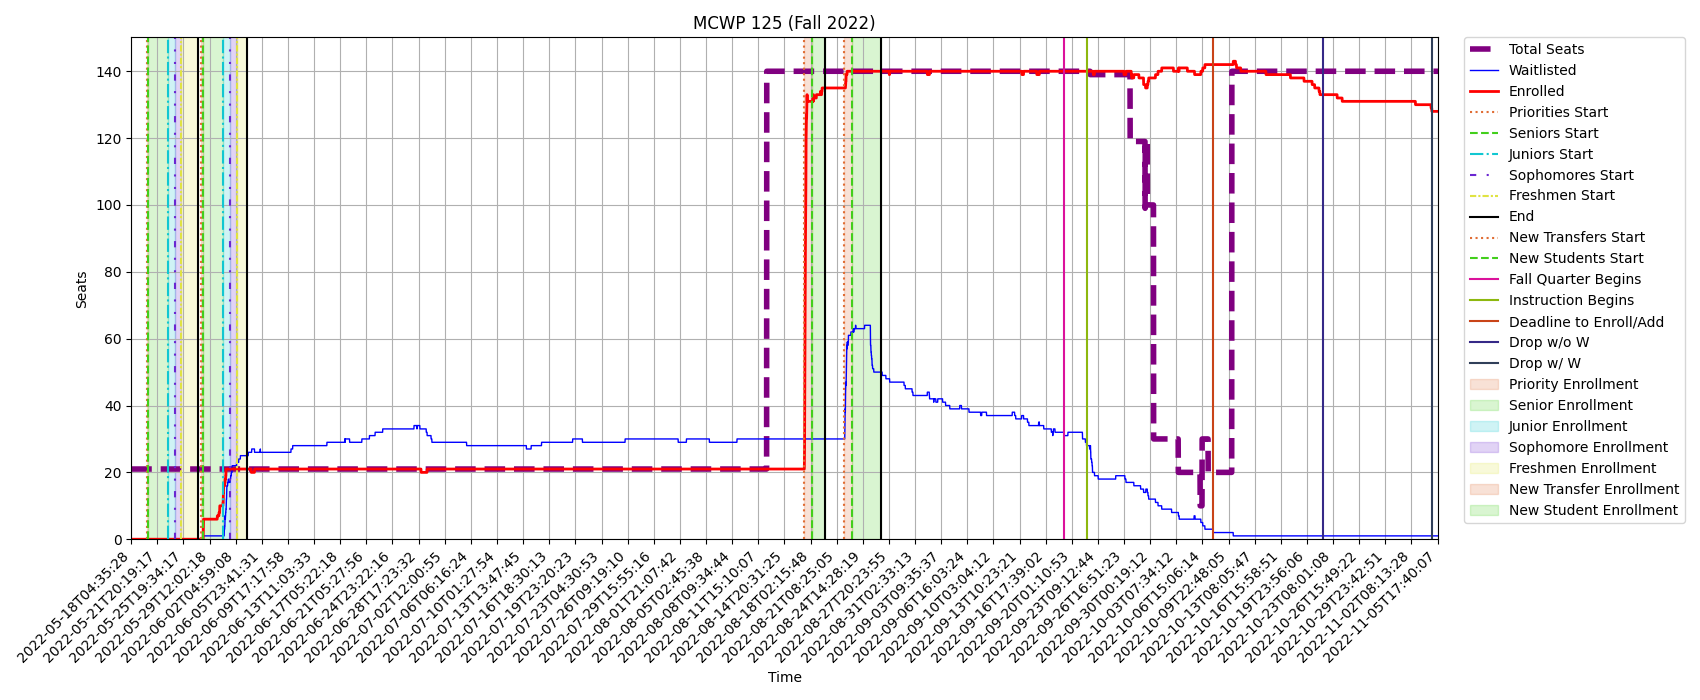 MCWP 125 (Fall 2022)
Seats
140
120
100
80
60
40
20
0
2022-05-18T04:35:28
2022-05-21T20:19:17
2022-05-25T19:34:17
2022-05-29T12:02:18
2022-06-02T04:59:08
2022-06-05T23:41:31
2022-06-09T17:17:58
2022-06-13T11:03:33
2022-06-17T05:22:18
2022-06-21T05:27:56
2022-06-24T23:22:16
2022-06-28T17:23:32
2022-07-02T12:00:55
2022-07-06T06:16:24
2022-07-10T01:27:54
2022-07-13T13:47:45
2022-07-16T18:30:13
2022-07-19T23:20:23
2022-07-23T04:30:53
2022-07-26T09:19:10
2022-07-29T15:55:16
2022-08-01T21:07:42
2022-08-05T02:45:38
2022-08-08T09:34:44
2022-08-11T15:10:07
2022-08-14T20:31:25
2022-08-18T02:15:48
2022-08-21T08:25:05
2022-08-24T14:28:19
2022-08-27T20:23:55
2022-08-31T02:33:13
2022-09-03T09:35:37
2022-09-06T16:03:24
2022-09-10T03:04:12
2022-09-13T10:23:21
2022-09-16T17:39:02
2022-09-20T01:10:53
2022-09-23T09:12:44
2022-09-26T16:51:23
2022-09-30T00:19:12
2022-10-03T07:34:12
2022-10-06T15:06:14
2022-10-09T22:48:05
2022-10-13T08:05:47
2022-10-16T15:58:51
2022-10-19T23:56:06
2022-10-23T08:01:08
2022-10-26T15:49:22
2022-10-29T23:42:51
2022-11-02T08:13:28
2022-11-05T17:40:07
Time
Total Seats
Waitlisted
Enrolled
Priorities Start
Seniors Start
Juniors Start
Sophomores Start
Freshmen Start
End
New Transfers Start
New Students Start
Fall Quarter Begins
Instruction Begins
Deadline to Enroll/Add
Drop w/o W
Drop w/ W
Priority Enrollment
Senior Enrollment
Junior Enrollment
Sophomore Enrollment
Freshmen Enrollment
New Transfer Enrollment
New Student Enrollment